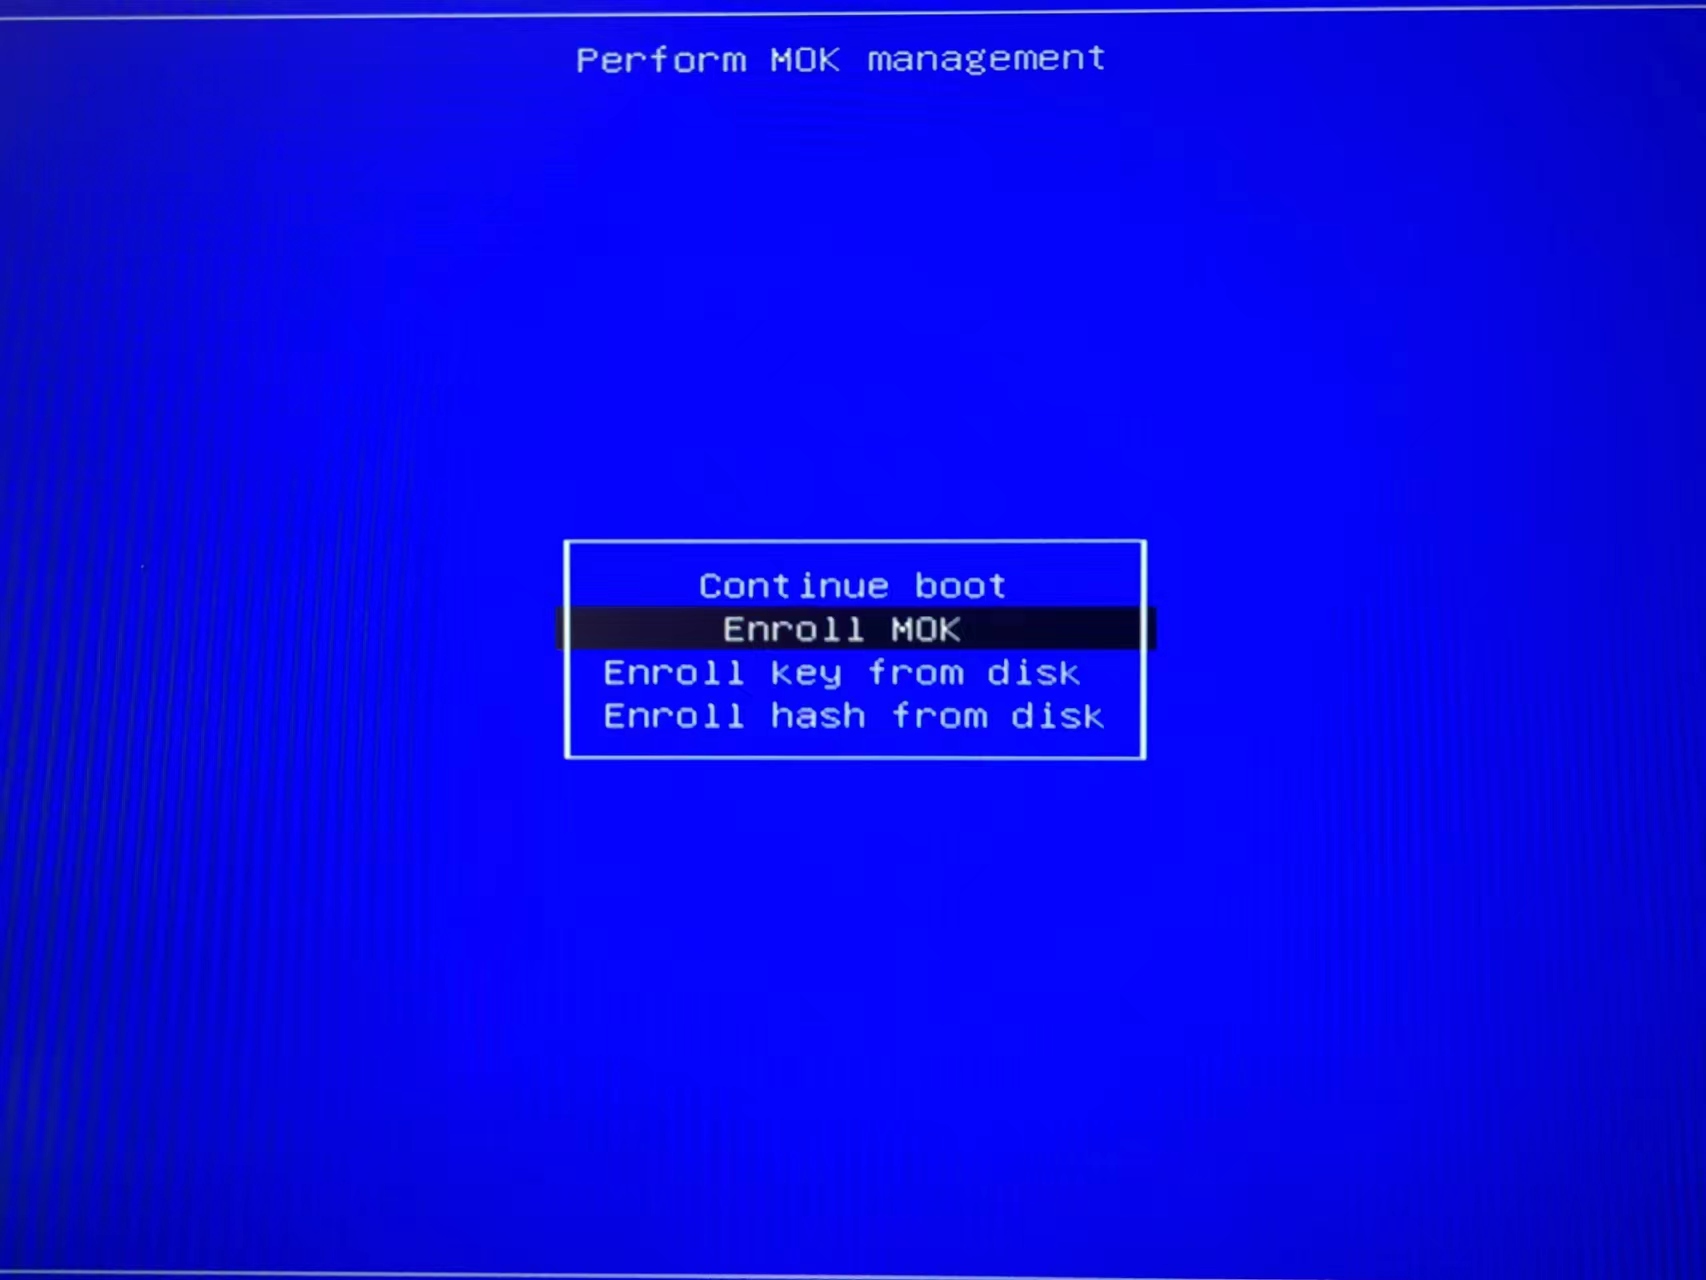 Perform MOK management
Continue boot
Enroll MOK
Enroll key from disk
Enroll hash from disk